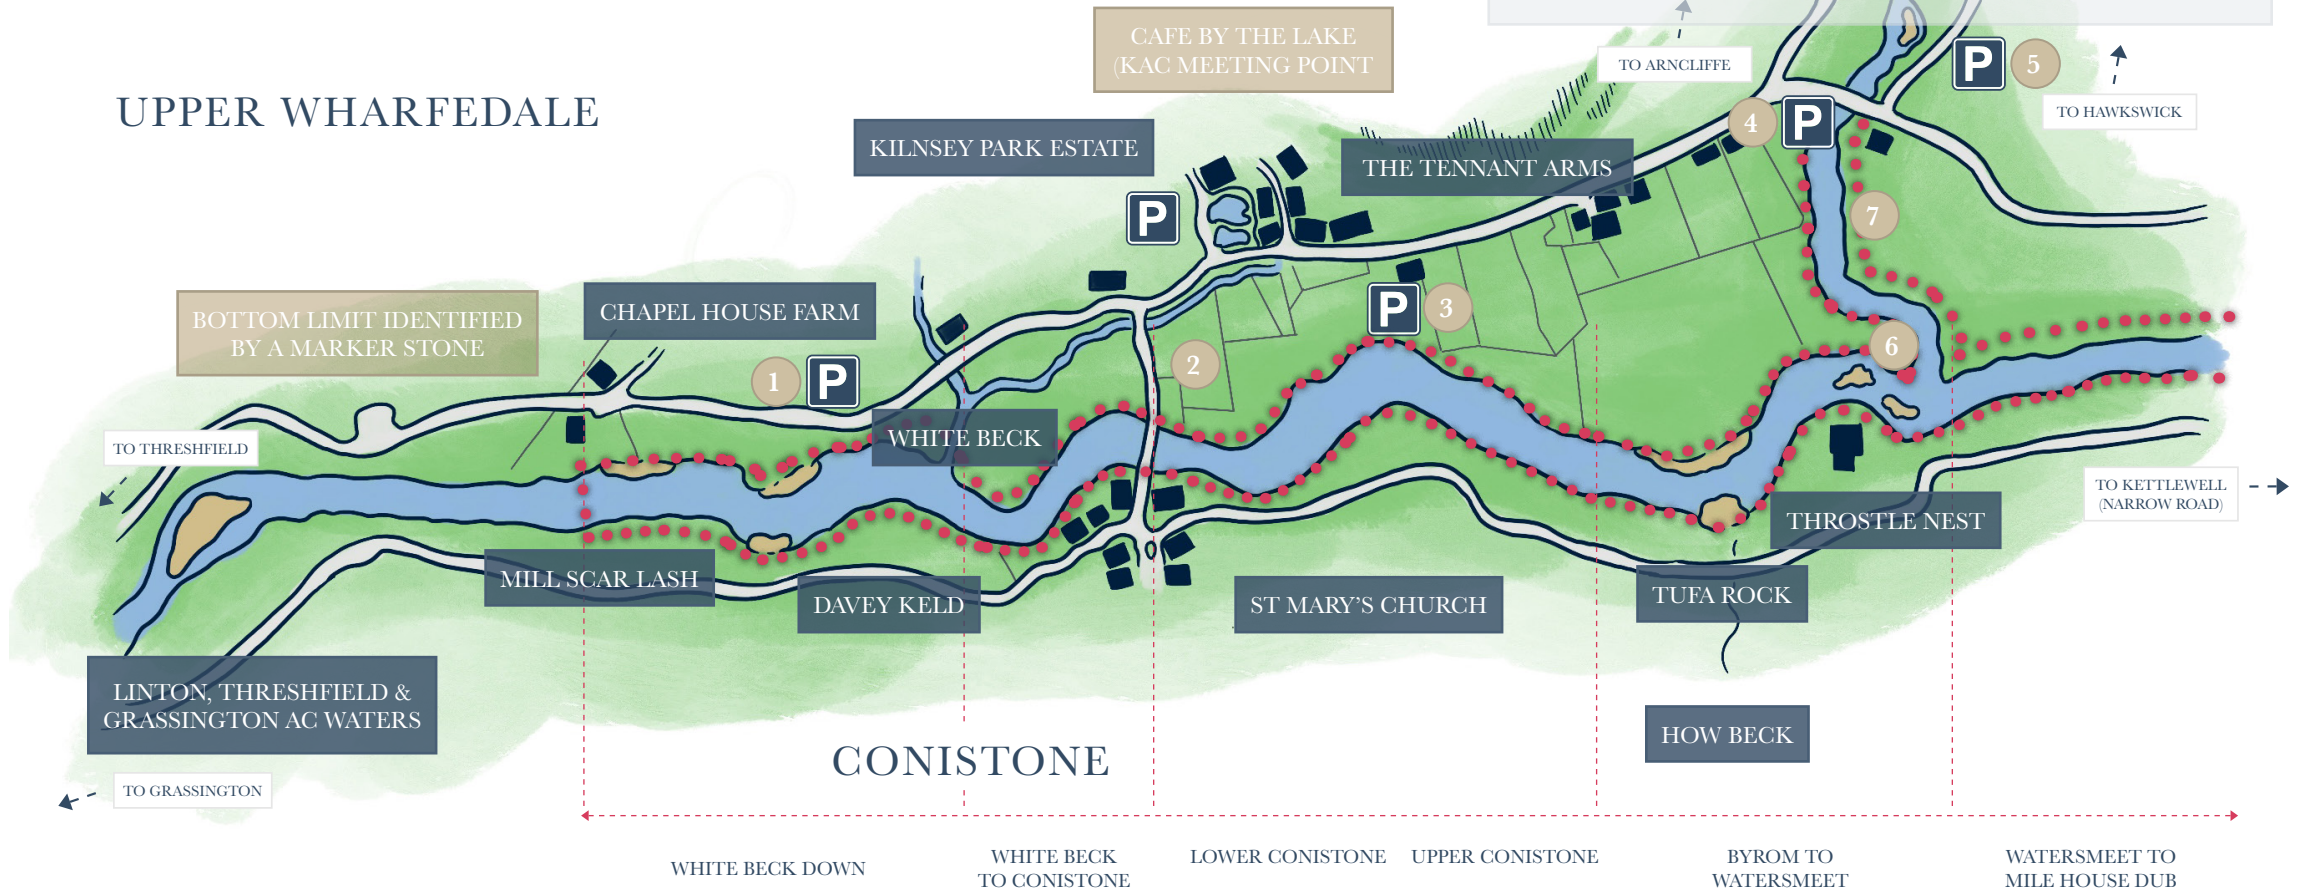 CAFE BY THE LAKE
(KAC MEETING POINT
TO ARNCLIFFE
P 5
TO HAWKSWICK
UPPER WHARFEDALE
KILNSEY PARK ESTATE
4 P
THE TENNANT ARMS
P
7
BOTTOM LIMIT IDENTIFIED
BY A MARKER STONE
CHAPEL HOUSE FARM
P 3
6
2
1 P
WHITE BECK
TO THRESHFIELD
TO KETTLEWELL
(NARROW ROAD)
THROSTLE NEST
MILL SCAR LASH
DAVEY KELD
ST MARY’S CHURCH
TUFA ROCK
LINTON, THRESHFIELD &
GRASSINGTON AC WATERS
HOW BECK
CONISTONE
TO GRASSINGTON
WHITE BECK DOWN
WHITE BECK
TO CONISTONE
LOWER CONISTONE
UPPER CONISTONE
BYROM TO
WATERSMEET
WATERSMEET TO
MILE HOUSE DUB